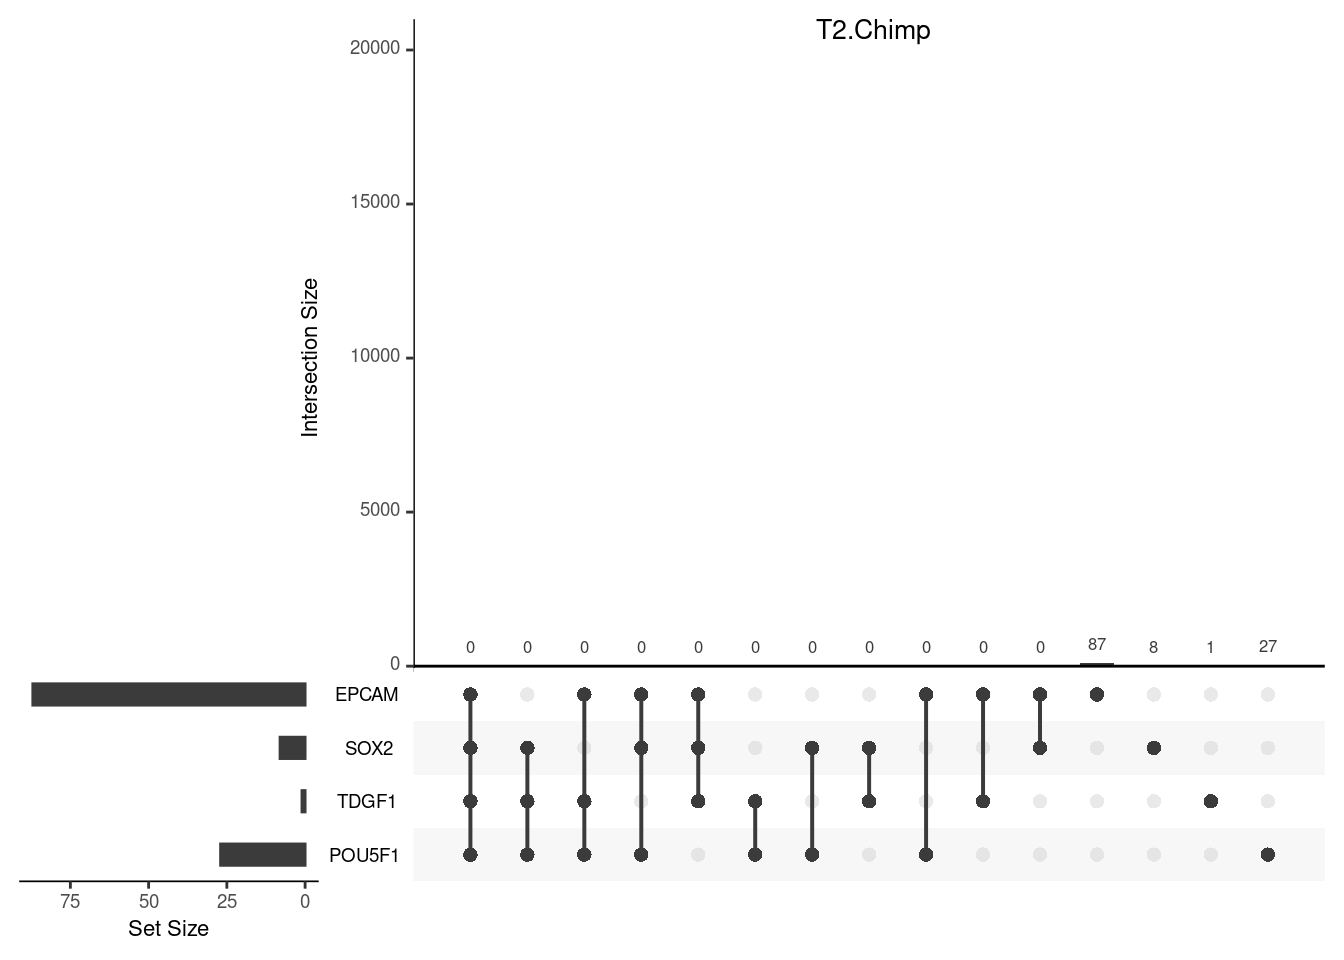 T2.Chimp
20000
15000
10000
5000
0
Intersection Size
0 0 0 0 0 0 0 0 0 0 0 87 8 1 27
EPCAM
SOX2
TDGF1
POU5F1
75 50 25 0
Set Size